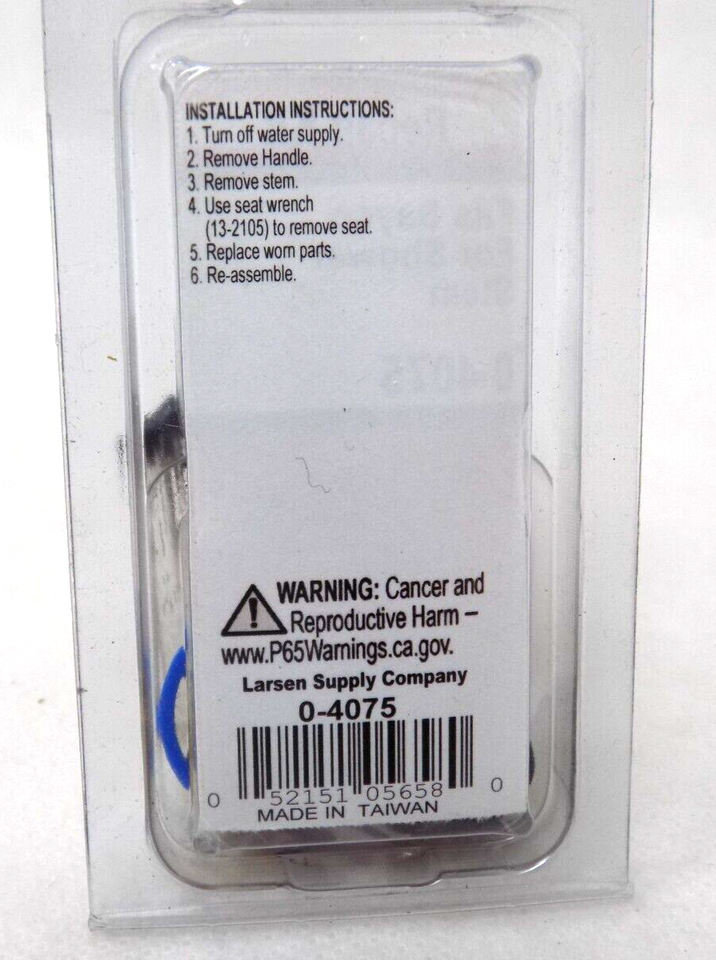 INSTALLATION INSTRUCTIONS:
1. Turn off water supply.
2. Remove Handle.
3. Remove stem.
4. Use seat wrench
(13-2105) to remove seat.
5. Replace worn parts.
6. Re-assemble.
WARNING: Cancer and
Reproductive Harm –
www.P65Warnings.ca.gov.
Larsen Supply Company
0-4075
0 52151 05658 0
MADE IN TAIWAN